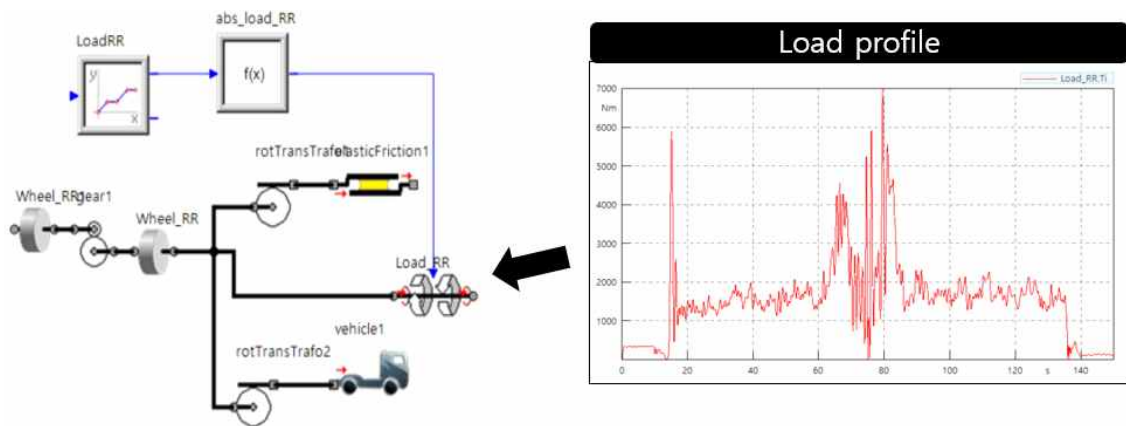 abs_load_RR
LoadRR
y
x
f(x)
rotTransTrafo1
elasticFriction1
Wheel_RR1
gear1
Wheel_RR
Load_RR
vehicle1
rotTransTrafo2
Load profile
Load_RR.Ti
7000
Nm
6000
5000
4000
3000
2000
1000
0
20
40
60
80
100
s
120
140